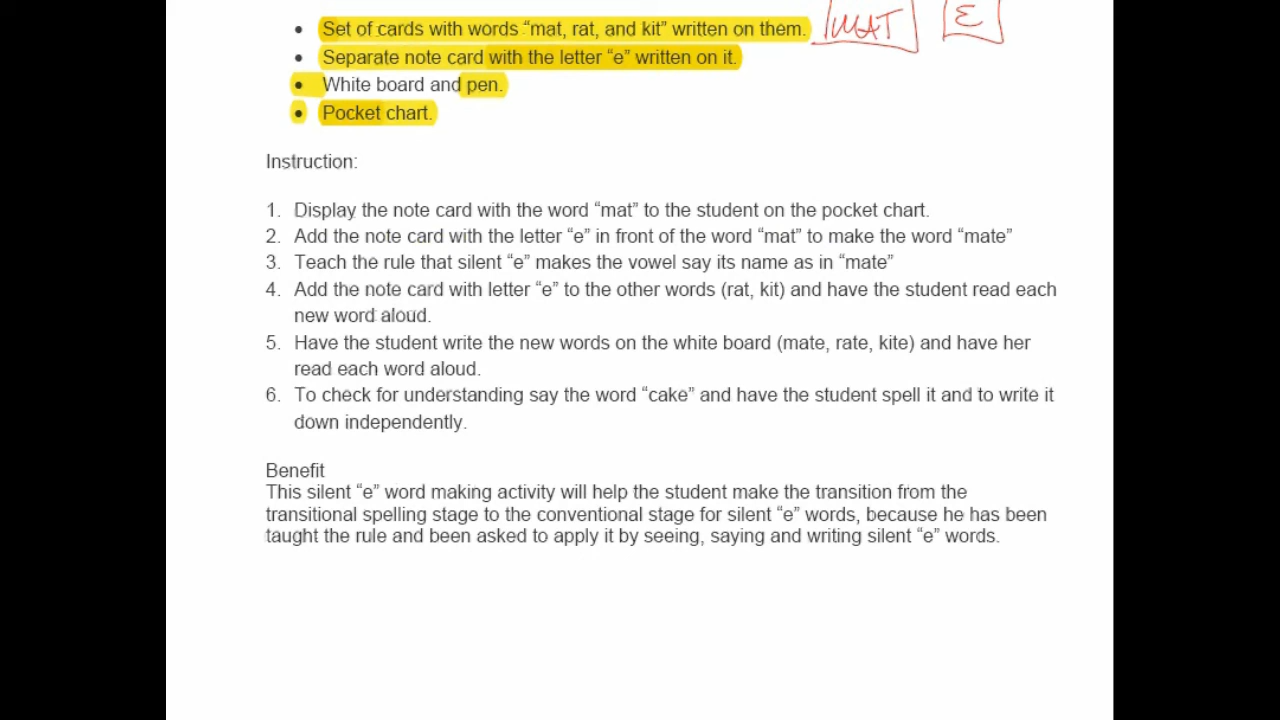 • Set of cards with words “mat, rat, and kit” written on them. MAT E
• Separate note card with the letter “e” written on it.
• White board and pen.
• Pocket chart.
Instruction:
1. Display the note card with the word “mat” to the student on the pocket chart.
2. Add the note card with the letter “e” in front of the word “mat” to make the word “mate”
3. Teach the rule that silent “e” makes the vowel say its name as in “mate”
4. Add the note card with letter “e” to the other words (rat, kit) and have the student read each
new word aloud.
5. Have the student write the new words on the white board (mate, rate, kite) and have her
read each word aloud.
6. To check for understanding say the word “cake” and have the student spell it and to write it
down independently.
Benefit
This silent “e” word making activity will help the student make the transition from the
transitional spelling stage to the conventional stage for silent “e” words, because he has been
taught the rule and been asked to apply it by seeing, saying and writing silent “e” words.